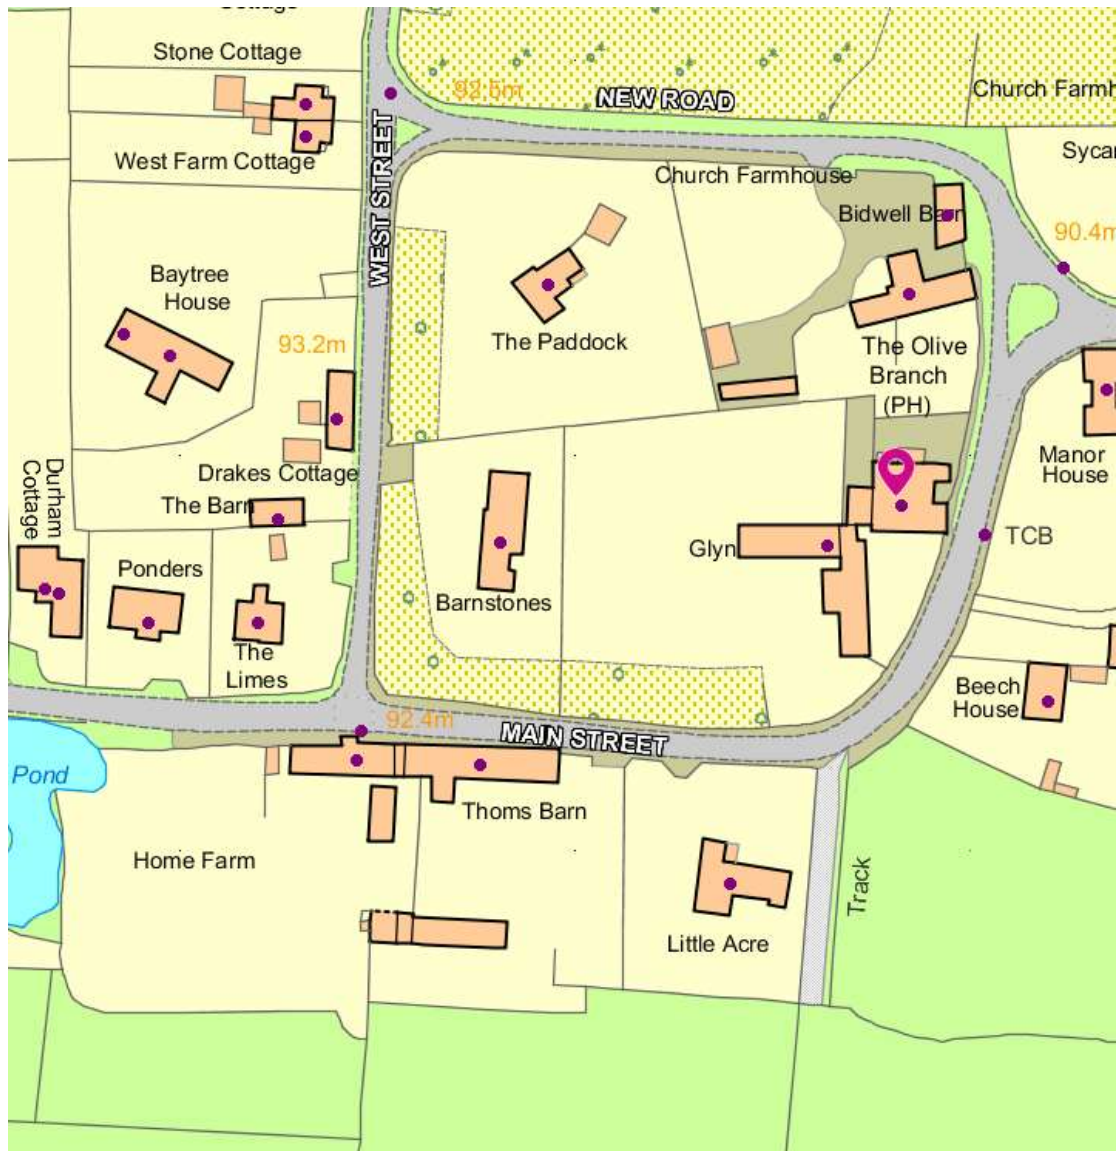 Cottage
Stone Cottage
92.5m
NEW ROAD
Church Farmh
West Farm Cottage
WEST STREET
Church Farmhouse
Sycar
Bidwell Barn
90.4m
Baytree
House
The Paddock
93.2m
The Olive
Branch
(PH)
Drakes Cottage
Manor
House
Durham
Cottage
The Barn
TCB
Ponders
Glyn
Barnstones
The
Limes
Beech
House
92.4m
MAIN STREET
Pond
Thoms Barn
Home Farm
Track
Little Acre